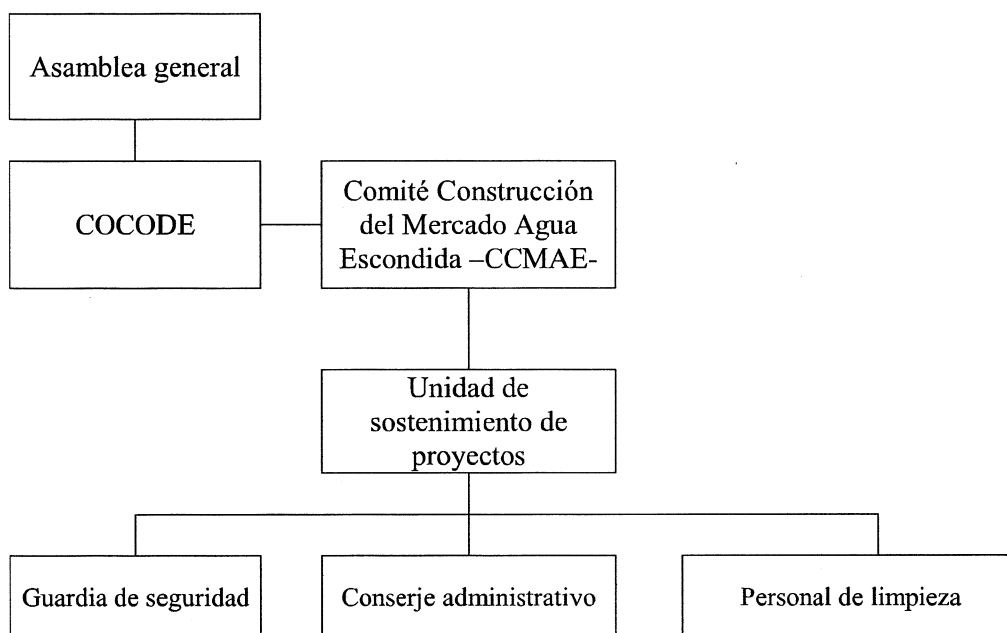 Asamblea general
COCODE
Comité Construcción
del Mercado Agua
Escondida –CCMAE-
Unidad de
sostenimiento de
proyectos
Guardia de seguridad
Conserje administrativo
Personal de limpieza